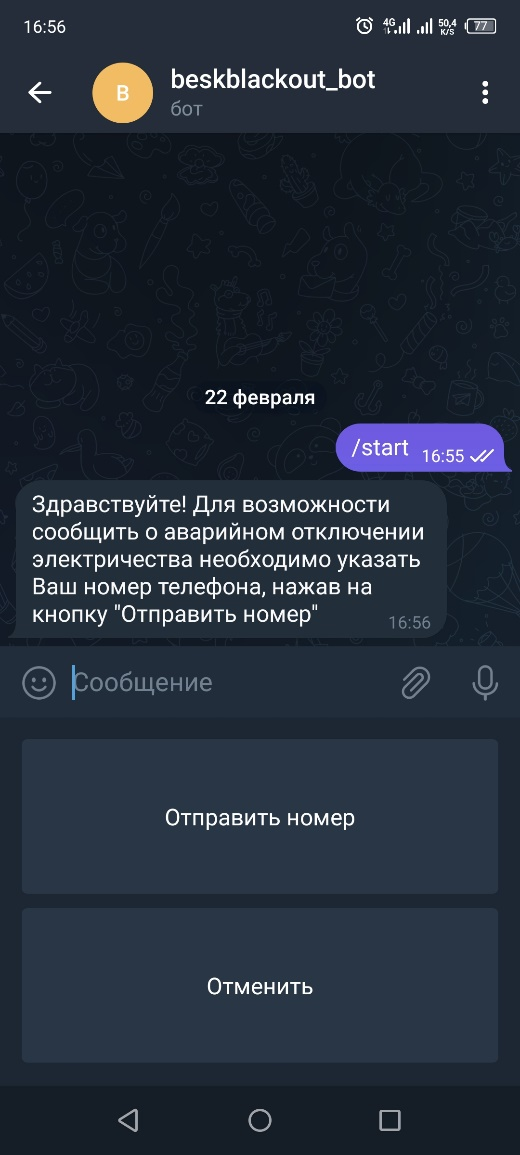 16:56
4G 50,4 K/S 77
B
beskblackout_bot
бот
22 февраля
/start 16:55
Здравствуйте! Для возможности
сообщить о аварийном отключении
электричества необходимо указать
Ваш номер телефона, нажав на
кнопку "Отправить номер"
16:56
Сообщение
Отправить номер
Отменить